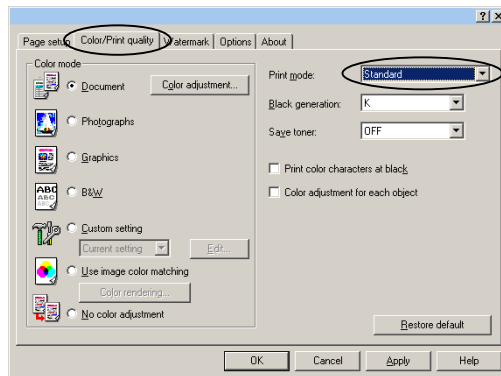 Page setup Color/Print quality Watermark Options About
Color mode
Document
Color adjustment...
Photographs
Graphics
ABC
ABC
ABC
B&W
Custom setting
Current setting
Edit...
Use image color matching
Color rendering...
No color adjustment
Print mode: Standard
Black generation: K
Save toner: OFF
Print color characters at black
Color adjustment for each object
Restore default
OK Cancel Apply Help